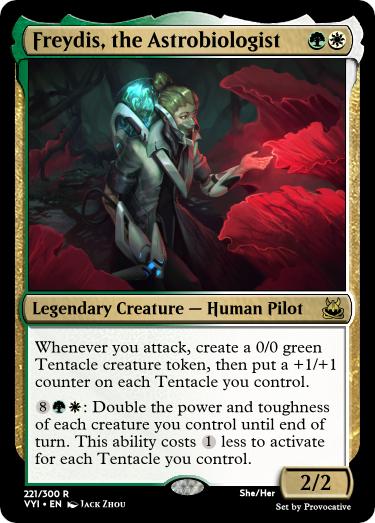 Freydis, the Astrobiologist
Legendary Creature — Human Pilot
Whenever you attack, create a 0/0 green
Tentacle creature token, then put a +1/+1
counter on each Tentacle you control.
8: Double the power and toughness
of each creature you control until end of
turn. This ability costs 1 less to activate
for each Tentacle you control.
2/2
221/300 R
VYI • EN Jack Zhou
She/Her
Set by Provocative